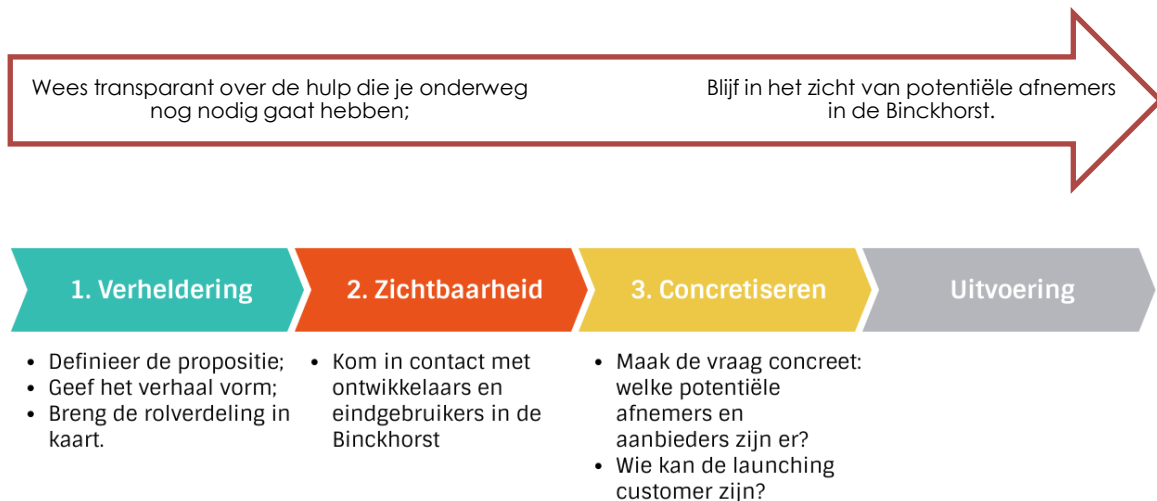 Wees transparant over de hulp die je onderweg
nog nodig gaat hebben;
Blijf in het zicht van potentiële afnemers
in de Binckhorst.
1. Verheldering
2. Zichtbaarheid
3. Concretiseren
Uitvoering
• Definieer de propositie;
• Geef het verhaal vorm;
• Breng de rolverdeling in
kaart.
• Kom in contact met
ontwikkelaars en
eindgebruikers in de
Binckhorst
• Maak de vraag concreet:
welke potentiële
afnemers en
aanbieders zijn er?
• Wie kan de launching
customer zijn?